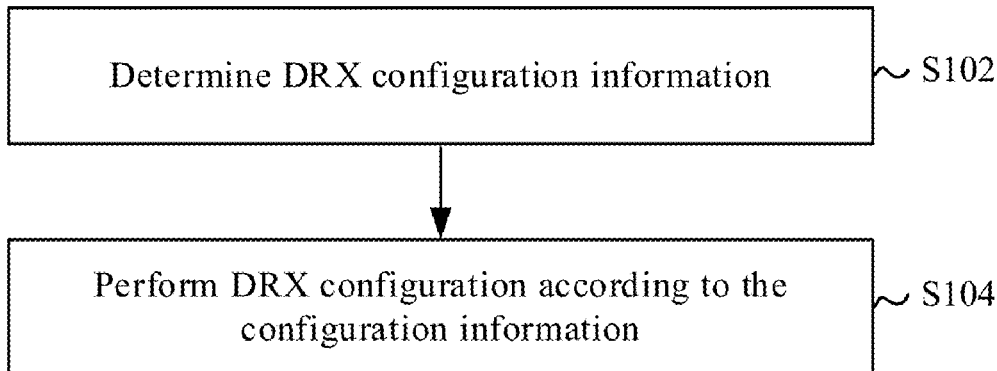 Determine DRX configuration information
S102
Perform DRX configuration according to the
configuration information
S104